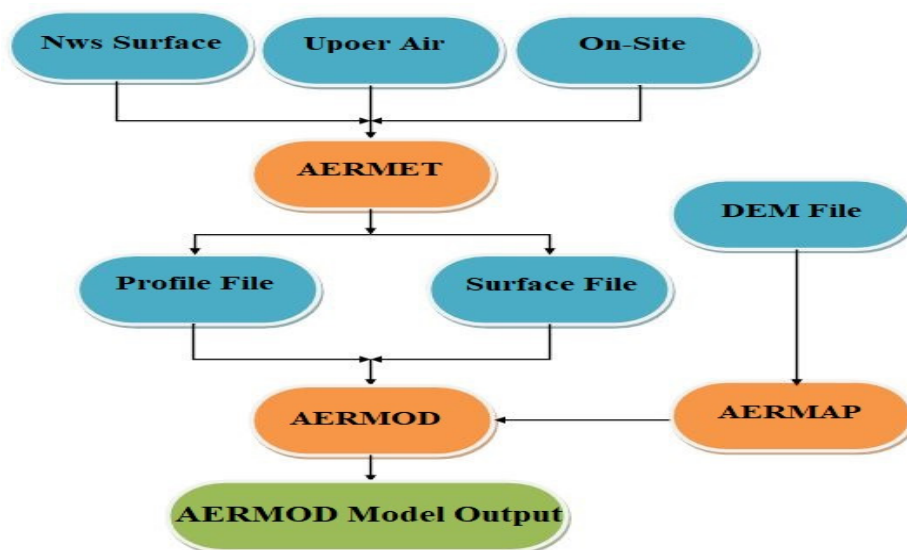 Nws Surface
Upoer Air
On-Site
AERMET
DEM File
Profile File
Surface File
AERMOD
AERMAP
AERMOD Model Output